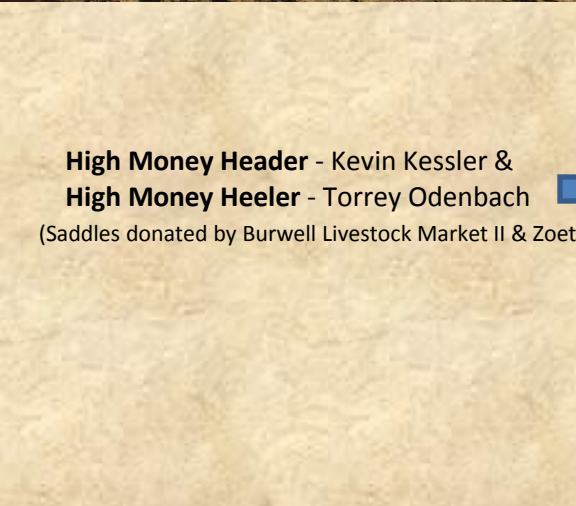 High Money Header - Kevin Kessler &
High Money Heeler - Torrey Odenbach
(Saddles donated by Burwell Livestock Market II &